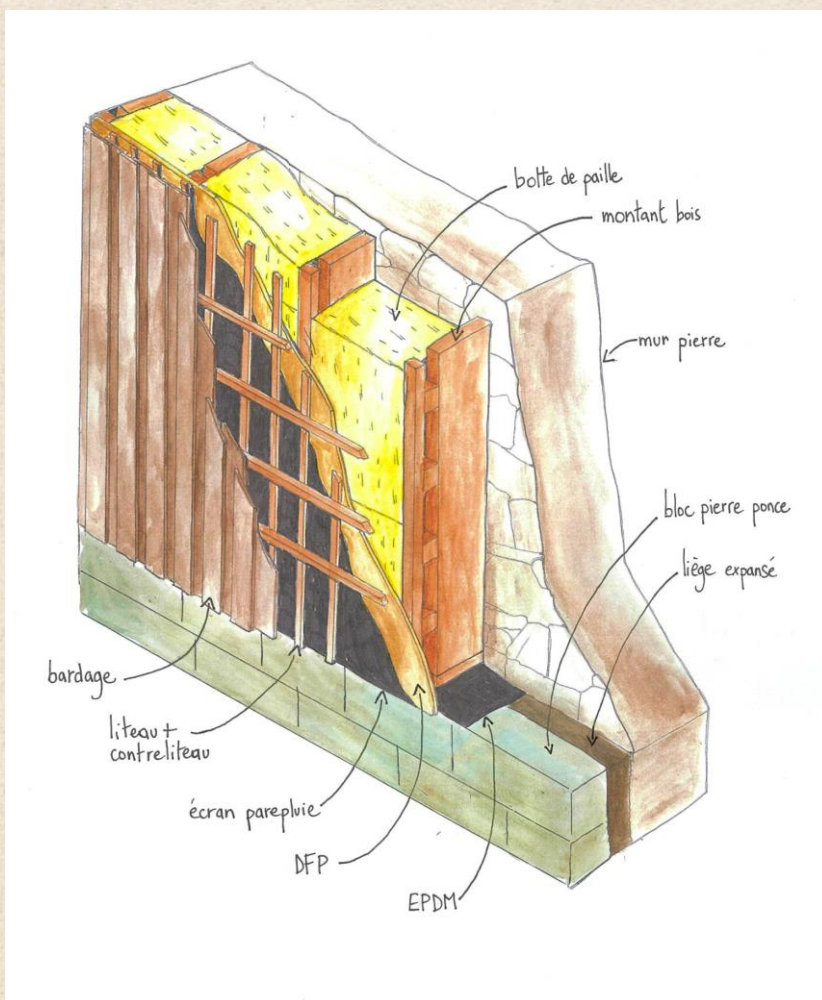 botte de paille
montant bois
mur pierre
bloc pierre ponce
liège expansé
bardage
liteau +
contreliteau
écran parepluie
DFP
EPDM